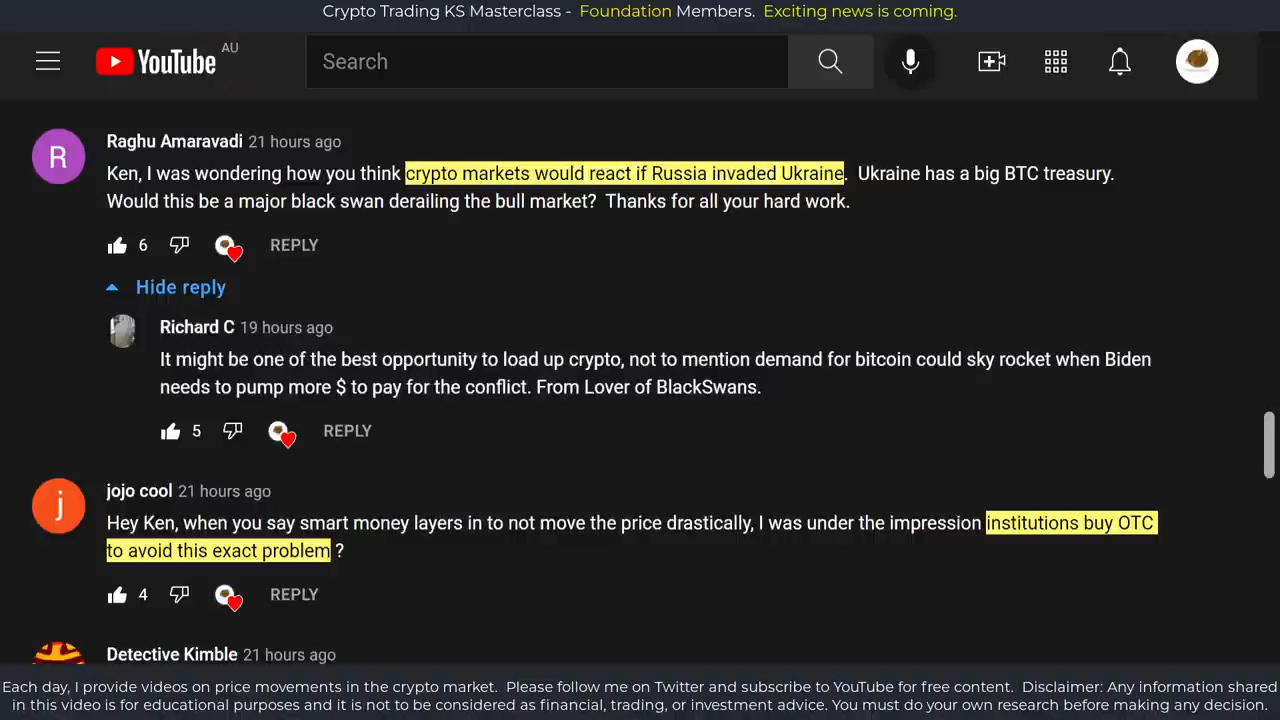 Crypto Trading KS Masterclass - Foundation Members. Exciting news is coming.
YouTube AU
Search
Raghu Amaravadi 21 hours ago
R
Ken, I was wondering how you think crypto markets would react if Russia invaded Ukraine. Ukraine has a big BTC treasury.
Would this be a major black swan derailing the bull market? Thanks for all your hard work.
6 REPLY
Hide reply
Richard C 19 hours ago
It might be one of the best opportunity to load up crypto, not to mention demand for bitcoin could sky rocket when Biden
needs to pump more $ to pay for the conflict. From Lover of BlackSwans.
5 REPLY
jojo cool 21 hours ago
j
Hey Ken, when you say smart money layers in to not move the price drastically, I was under the impression institutions buy OTC
to avoid this exact problem ?
4 REPLY
Detective Kimble 21 hours ago
Each day, I provide videos on price movements in the crypto market. Please follow me on Twitter and subscribe to YouTube for free content. Disclaimer: Any information shared
in this video is for educational purposes and it is not to be considered as financial, trading, or investment advice. You must do your own research before making any decision.